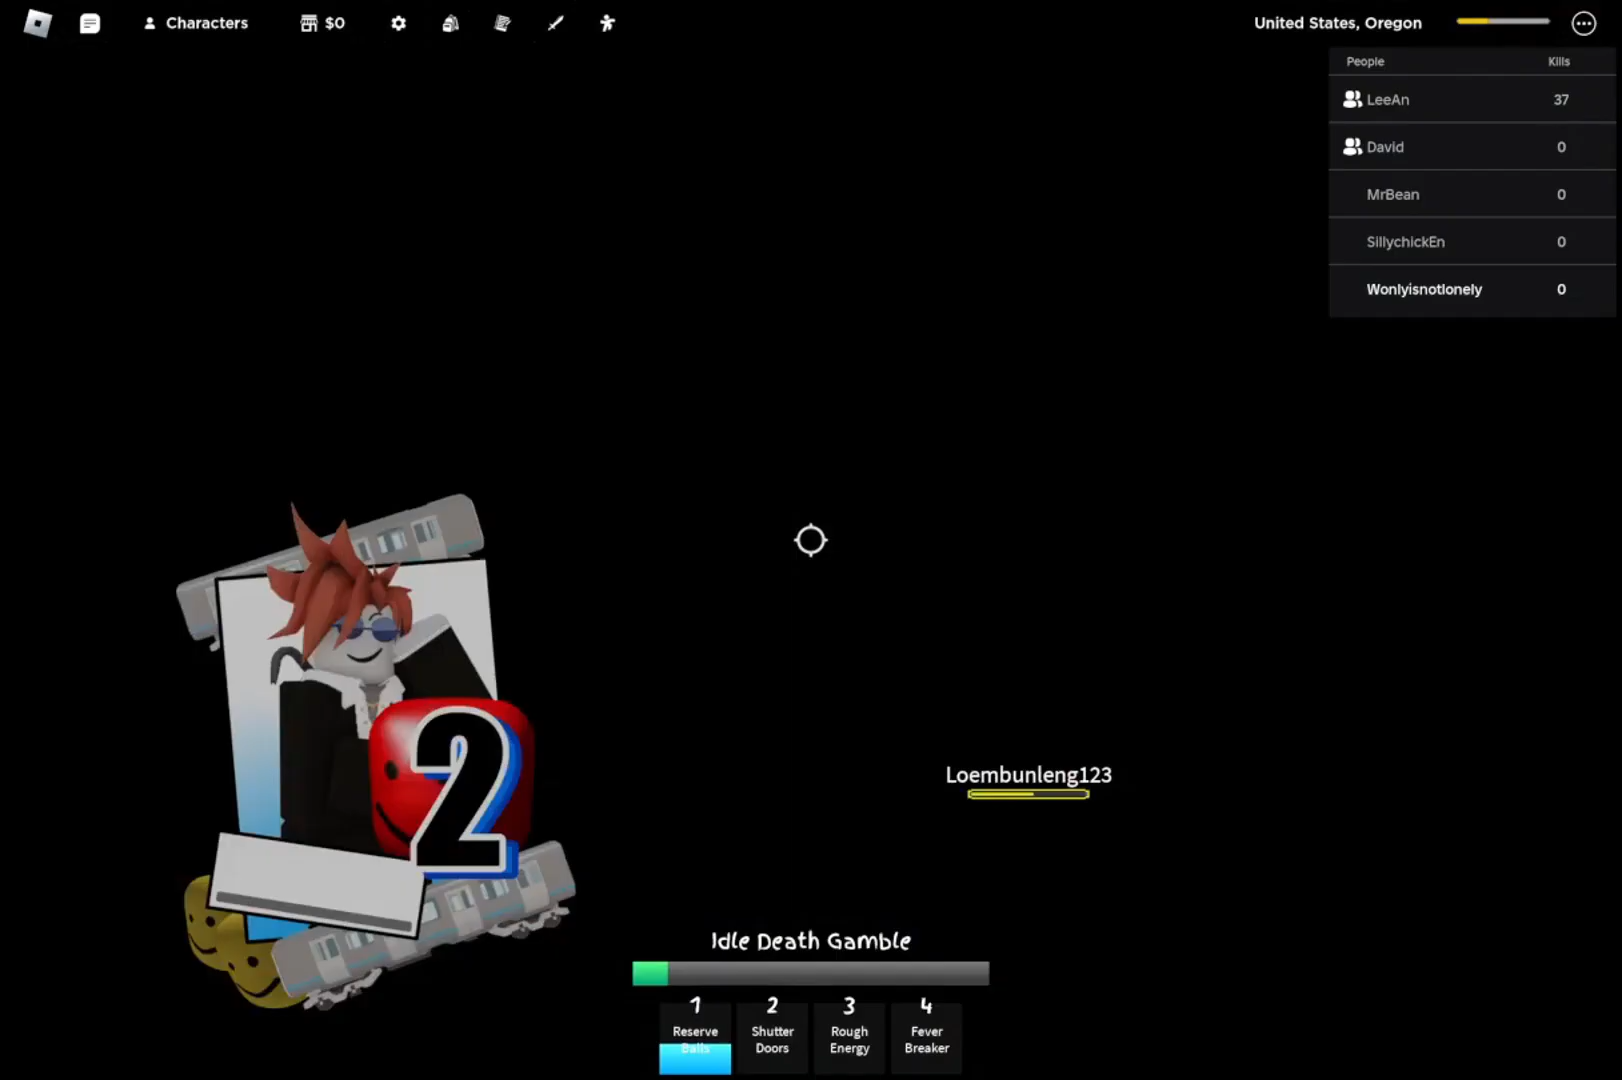 Characters
$0
United States, Oregon
People Kills
LeeAn 37
David 0
MrBean 0
SillychickEn 0
Wonlyisnotlonely 0
2
Loembunleng123
Idle Death Gamble
1 2 3 4
Reserve Balls
Shutter Doors
Rough Energy
Fever Breaker